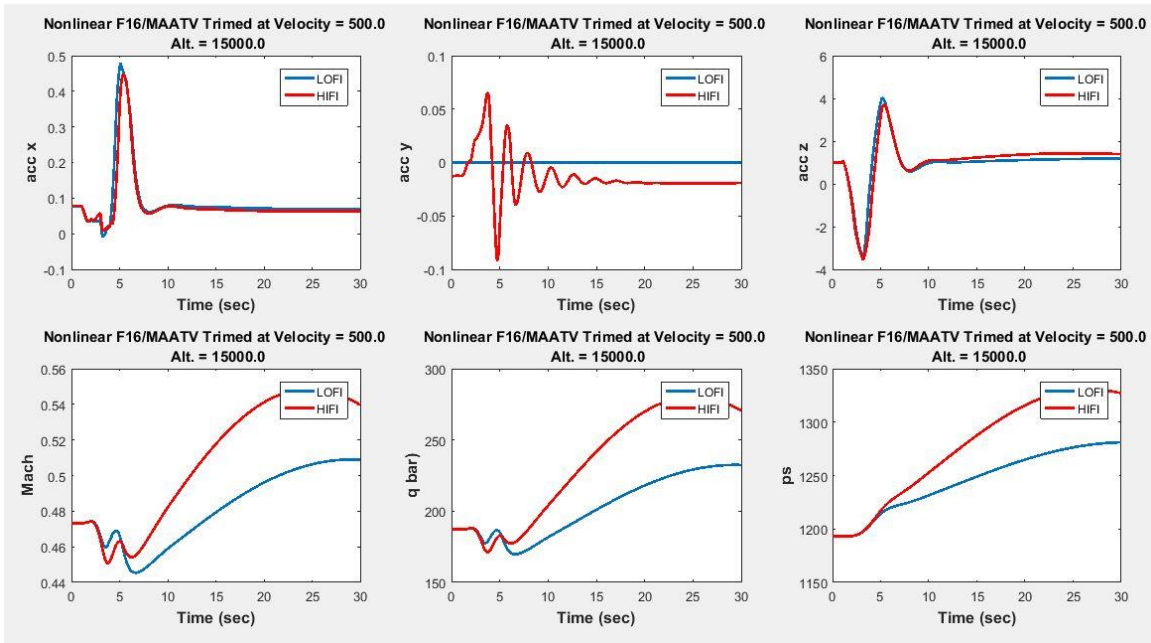 Nonlinear F16/MAATV Trimed at Velocity = 500.0
Alt. = 15000.0
0.5
0.4
0.3
0.2
0.1
0
-0.1
acc x
LOFI
HIFI
0 5 10 15 20 25 30
Time (sec)
Nonlinear F16/MAATV Trimed at Velocity = 500.0
Alt. = 15000.0
0.1
0.05
0
-0.05
-0.1
acc y
LOFI
HIFI
0 5 10 15 20 25 30
Time (sec)
Nonlinear F16/MAATV Trimed at Velocity = 500.0
Alt. = 15000.0
6
4
2
0
-2
-4
acc z
LOFI
HIFI
0 5 10 15 20 25 30
Time (sec)
Nonlinear F16/MAATV Trimed at Velocity = 500.0
Alt. = 15000.0
0.56
0.54
0.52
0.5
0.48
0.46
0.44
Mach
LOFI
HIFI
0 5 10 15 20 25 30
Time (sec)
Nonlinear F16/MAATV Trimed at Velocity = 500.0
Alt. = 15000.0
300
250
200
150
q bar)
LOFI
HIFI
0 5 10 15 20 25 30
Time (sec)
Nonlinear F16/MAATV Trimed at Velocity = 500.0
Alt. = 15000.0
1350
1300
1250
1200
1150
ps
LOFI
HIFI
0 5 10 15 20 25 30
Time (sec)